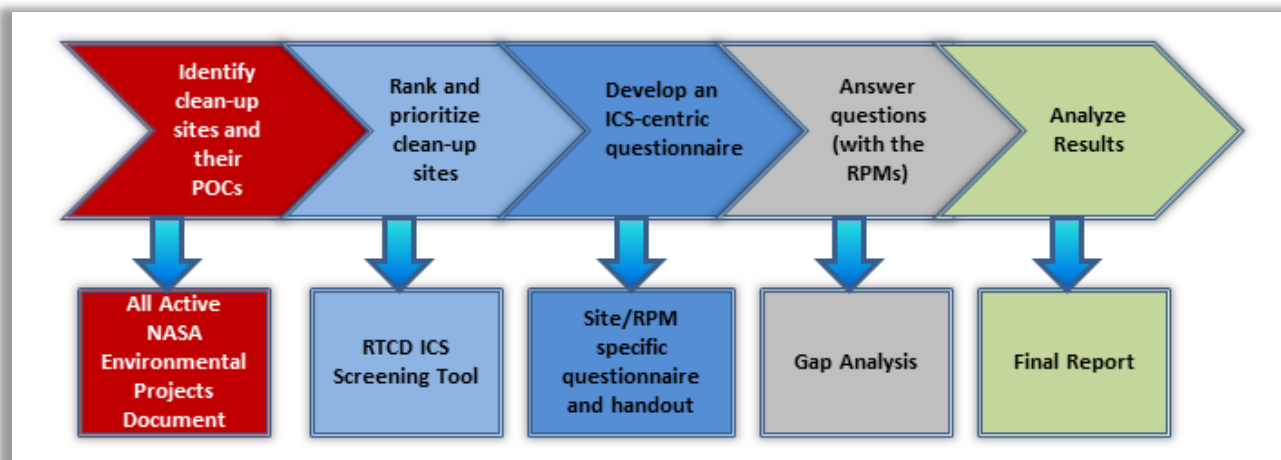 Identify
clean-up
sites and
their
POCs
Rank and
prioritize
clean-up
sites
Develop an
ICS-centric
questionnaire
Answer
questions
(with the
RPMs)
Analyze
Results
All Active
NASA
Environmental
Projects
Document
RTCD ICS
Screening Tool
Site/RPM
specific
questionnaire
and handout
Gap Analysis
Final Report